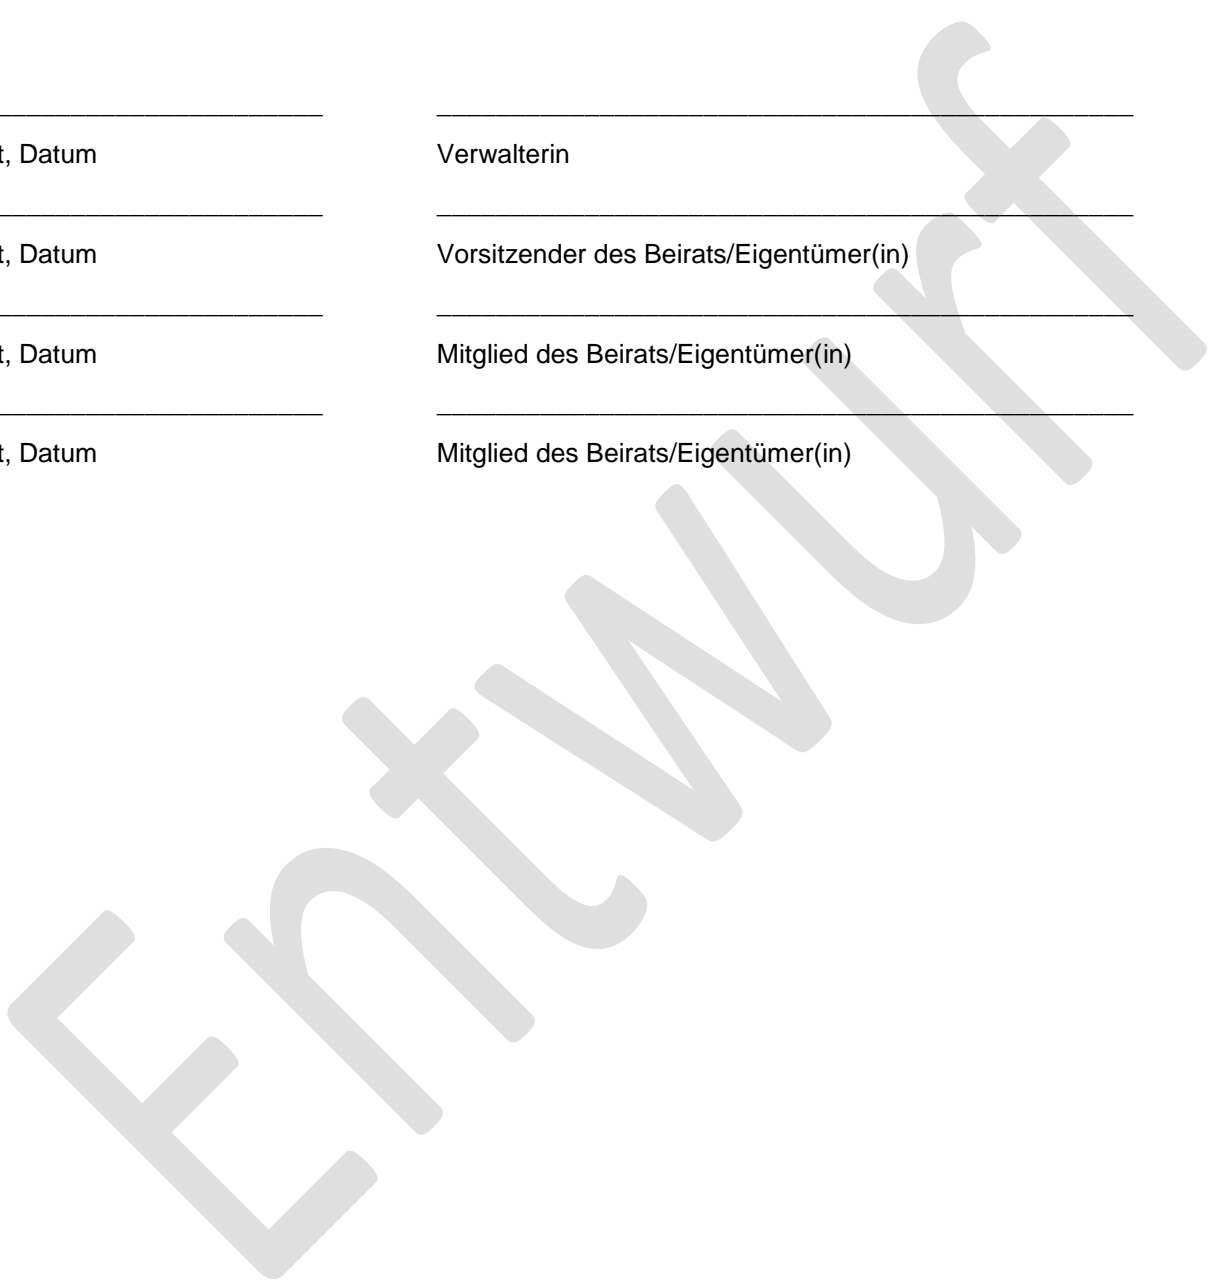 t, Datum Verwalterin
t, Datum Vorsitzender des Beirats/Eigentümer(in)
t, Datum Mitglied des Beirats/Eigentümer(in)
t, Datum Mitglied des Beirats/Eigentümer(in)
Entwurf